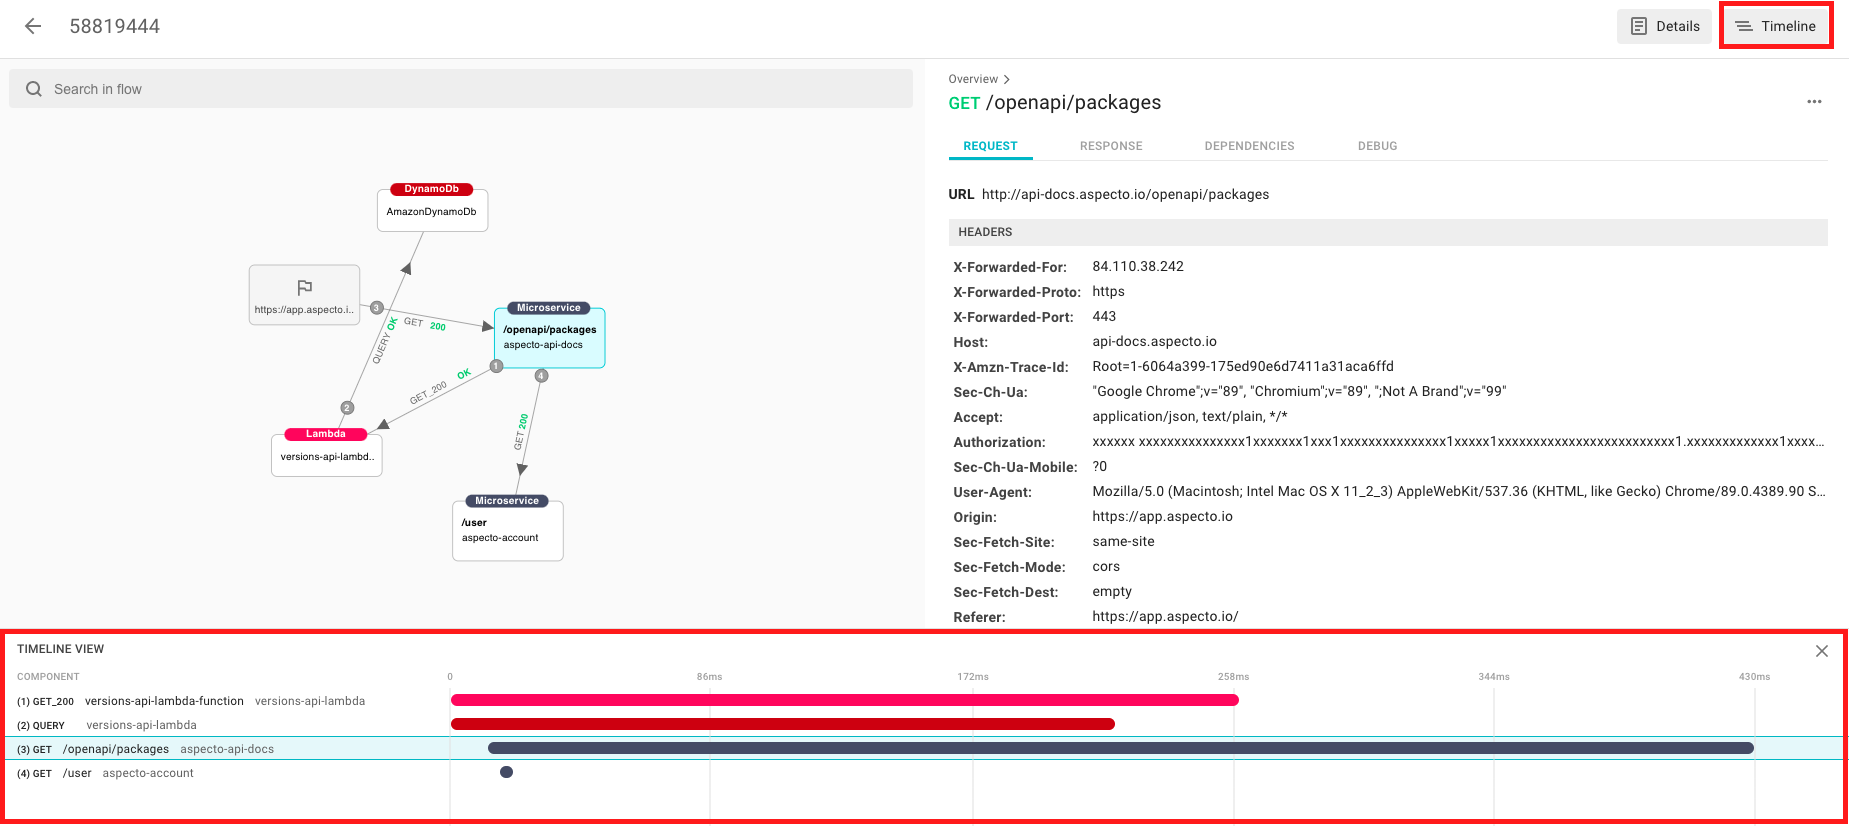 58819444
Details
Timeline
Search in flow
DynamoDb
AmazonDynamoDb
https://app.aspecto.i..
3
GET 200
QUERY OK
Microservice
/openapi/packages
aspecto-api-docs
1
4
GET_200 OK
2
GET 200
Lambda
versions-api-lambd..
Microservice
/user
aspecto-account
Overview
GET /openapi/packages
REQUEST RESPONSE DEPENDENCIES DEBUG
URL http://api-docs.aspecto.io/openapi/packages
HEADERS
X-Forwarded-For: 84.110.38.242
X-Forwarded-Proto: https
X-Forwarded-Port: 443
Host: api-docs.aspecto.io
X-Amzn-Trace-Id: Root=1-6064a399-175ed90e6d7411a31aca6ffd
Sec-Ch-Ua: "Google Chrome";v="89", "Chromium";v="89", ";Not A Brand";v="99"
Accept: application/json, text/plain, */*
Authorization: xxxxxx xxxxxxxxxxxxxxx1xxxxxxx1xxx1xxxxxxxxxxxxxxx1xxxxx1xxxxxxxxxxxxxxxxxxxxxxxxx1.xxxxxxxxxxxxx1xxxx...
Sec-Ch-Ua-Mobile: ?0
User-Agent: Mozilla/5.0 (Macintosh; Intel Mac OS X 11_2_3) AppleWebKit/537.36 (KHTML, like Gecko) Chrome/89.0.4389.90 S...
Origin: https://app.aspecto.io
Sec-Fetch-Site: same-site
Sec-Fetch-Mode: cors
Sec-Fetch-Dest: empty
Referer: https://app.aspecto.io/
TIMELINE VIEW
COMPONENT 0 86ms 172ms 258ms 344ms 430ms
(1) GET_200 versions-api-lambda-function versions-api-lambda
(2) QUERY versions-api-lambda
(3) GET /openapi/packages aspecto-api-docs
(4) GET /user aspecto-account